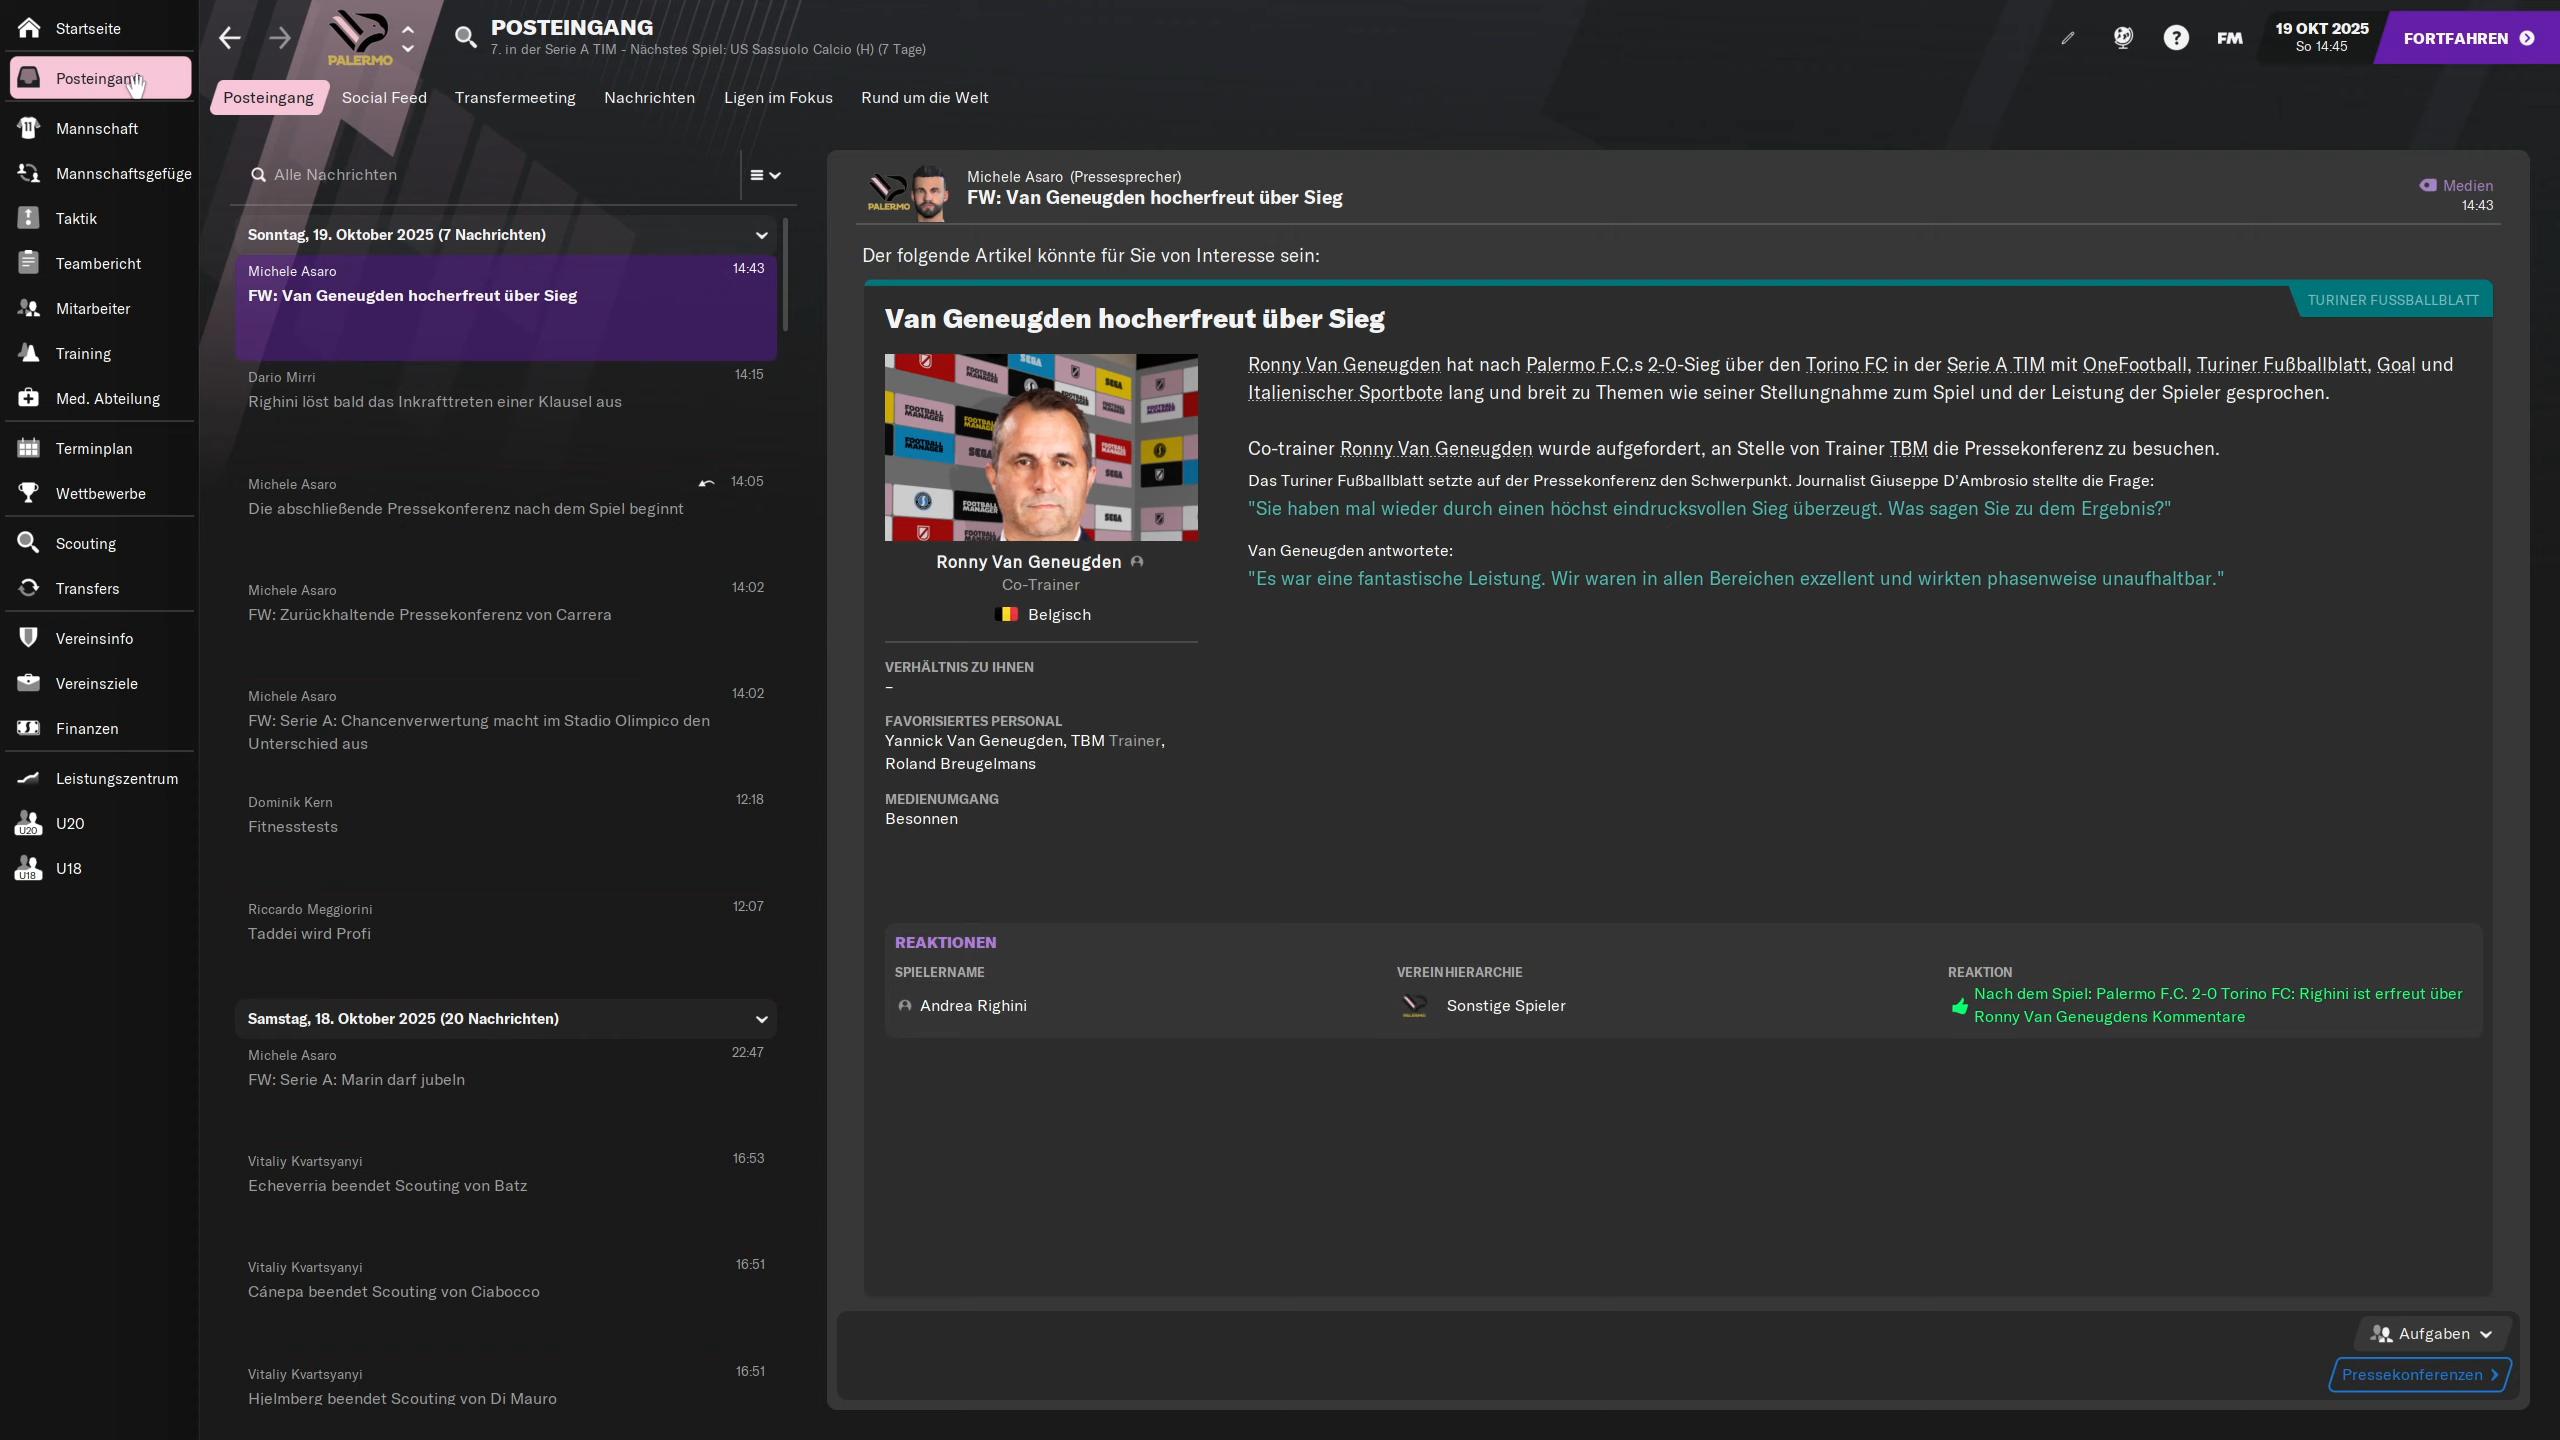 Startseite
Posteingang
Mannschaft
Mannschaftsgefüge
Taktik
Teambericht
Mitarbeiter
Training
Med. Abteilung
Terminplan
Wettbewerbe
Scouting
Transfers
Vereinsinfo
Vereinsziele
Finanzen
Leistungszentrum
U20
U20
U18
U18
PALERMO
POSTEINGANG
7. in der Serie A TIM - Nächstes Spiel: US Sassuolo Calcio (H) (7 Tage)
FM
19 OKT 2025
So 14:45
FORTFAHREN
Posteingang
Social Feed
Transfermeeting
Nachrichten
Ligen im Fokus
Rund um die Welt
Alle Nachrichten
Sonntag, 19. Oktober 2025 (7 Nachrichten)
Michele Asaro 14:43
FW: Van Geneugden hocherfreut über Sieg
Dario Mirri 14:15
Righini löst bald das Inkrafttreten einer Klausel aus
Michele Asaro 14:05
Die abschließende Pressekonferenz nach dem Spiel beginnt
Michele Asaro 14:02
FW: Zurückhaltende Pressekonferenz von Carrera
Michele Asaro 14:02
FW: Serie A: Chancenverwertung macht im Stadio Olimpico den
Unterschied aus
Dominik Kern 12:18
Fitnesstests
Riccardo Meggiorini 12:07
Taddei wird Profi
Samstag, 18. Oktober 2025 (20 Nachrichten)
Michele Asaro 22:47
FW: Serie A: Marin darf jubeln
Vitaliy Kvartsyanyi 16:53
Echeverria beendet Scouting von Batz
Vitaliy Kvartsyanyi 16:51
Cánepa beendet Scouting von Ciabocco
Vitaliy Kvartsyanyi 16:51
Hjelmberg beendet Scouting von Di Mauro
PALERMO
Michele Asaro (Pressesprecher)
FW: Van Geneugden hocherfreut über Sieg
Medien
14:43
Der folgende Artikel könnte für Sie von Interesse sein:
TURINER FUSSBALLBLATT
Van Geneugden hocherfreut über Sieg
SEGA
FOOTBALL MANAGER
Ronny Van Geneugden
Co-Trainer
Belgisch
VERHÄLTNIS ZU IHNEN
–
FAVORISIERTES PERSONAL
Yannick Van Geneugden, TBM Trainer,
Roland Breugelmans
MEDIENUMGANG
Besonnen
Ronny Van Geneugden hat nach Palermo F.C.s 2-0-Sieg über den Torino FC in der Serie A TIM mit OneFootball, Turiner Fußballblatt, Goal und
Italienischer Sportbote lang und breit zu Themen wie seiner Stellungnahme zum Spiel und der Leistung der Spieler gesprochen.
Co-trainer Ronny Van Geneugden wurde aufgefordert, an Stelle von Trainer TBM die Pressekonferenz zu besuchen.
Das Turiner Fußballblatt setzte auf der Pressekonferenz den Schwerpunkt. Journalist Giuseppe D'Ambrosio stellte die Frage:
"Sie haben mal wieder durch einen höchst eindrucksvollen Sieg überzeugt. Was sagen Sie zu dem Ergebnis?"
Van Geneugden antwortete:
"Es war eine fantastische Leistung. Wir waren in allen Bereichen exzellent und wirkten phasenweise unaufhaltbar."
REAKTIONEN
SPIELERNAME VEREIN HIERARCHIE REAKTION
Andrea Righini Sonstige Spieler Nach dem Spiel: Palermo F.C. 2-0 Torino FC: Righini ist erfreut über
Ronny Van Geneugdens Kommentare
Aufgaben
Pressekonferenzen